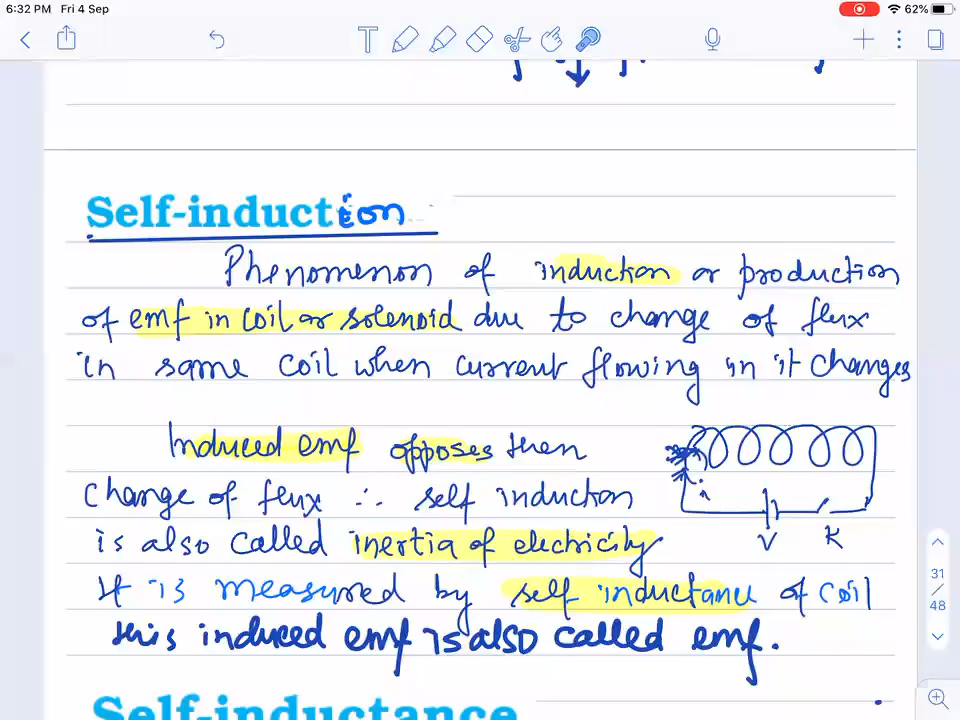 6:32 PM Fri 4 Sep
62%
T
Self-induction
Phenomenon of induction or production
of emf in coil or solenoid due to change of flux
in same coil when current flowing in it changes
Induced emf opposes then
change of flux ∴ self induction
is also called inertia of electricity
V K
It is measured by self inductance of coil
this induced emf is also called emf.
31
/
48
Self-inductance